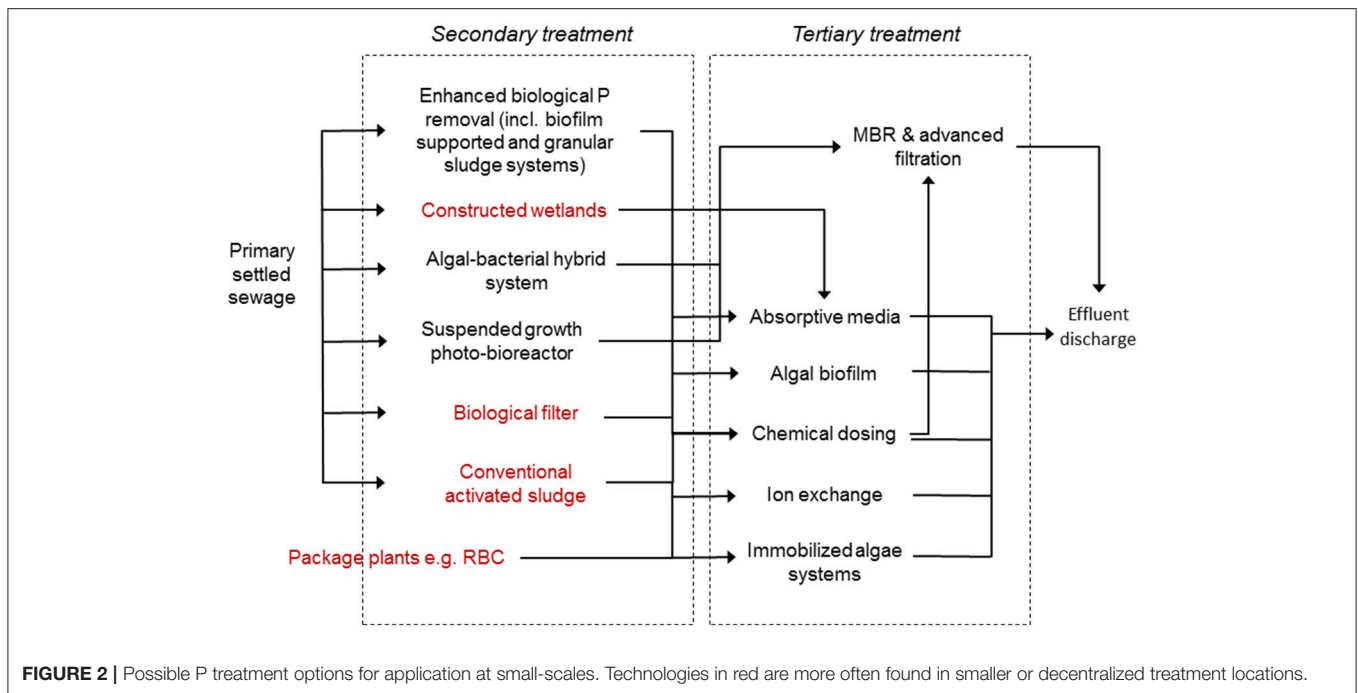 Secondary treatment
Tertiary treatment
Primary
settled
sewage
Enhanced biological P
removal (incl. biofilm
supported and granular
sludge systems)
Constructed wetlands
Algal-bacterial hybrid
system
Suspended growth
photo-bioreactor
Biological filter
Conventional
activated sludge
Package plants e.g. RBC
MBR & advanced
filtration
Absorptive media
Algal biofilm
Chemical dosing
Ion exchange
Immobilized algae
systems
Effluent
discharge
FIGURE 2 | Possible P treatment options for application at small-scales. Technologies in red are more often found in smaller or decentralized treatment locations.